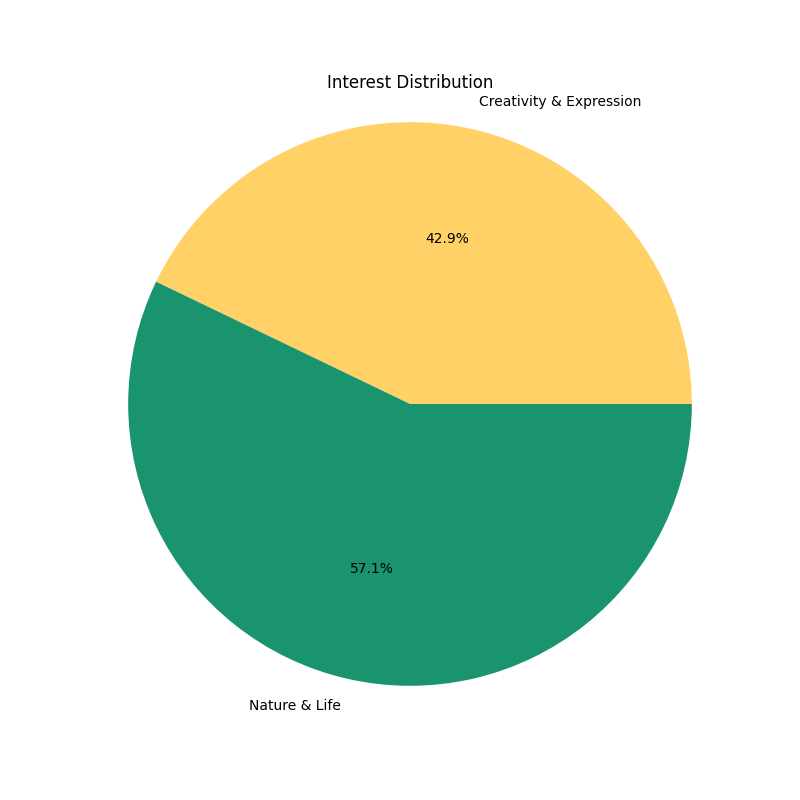 Interest Distribution
Creativity & Expression
42.9%
57.1%
Nature & Life